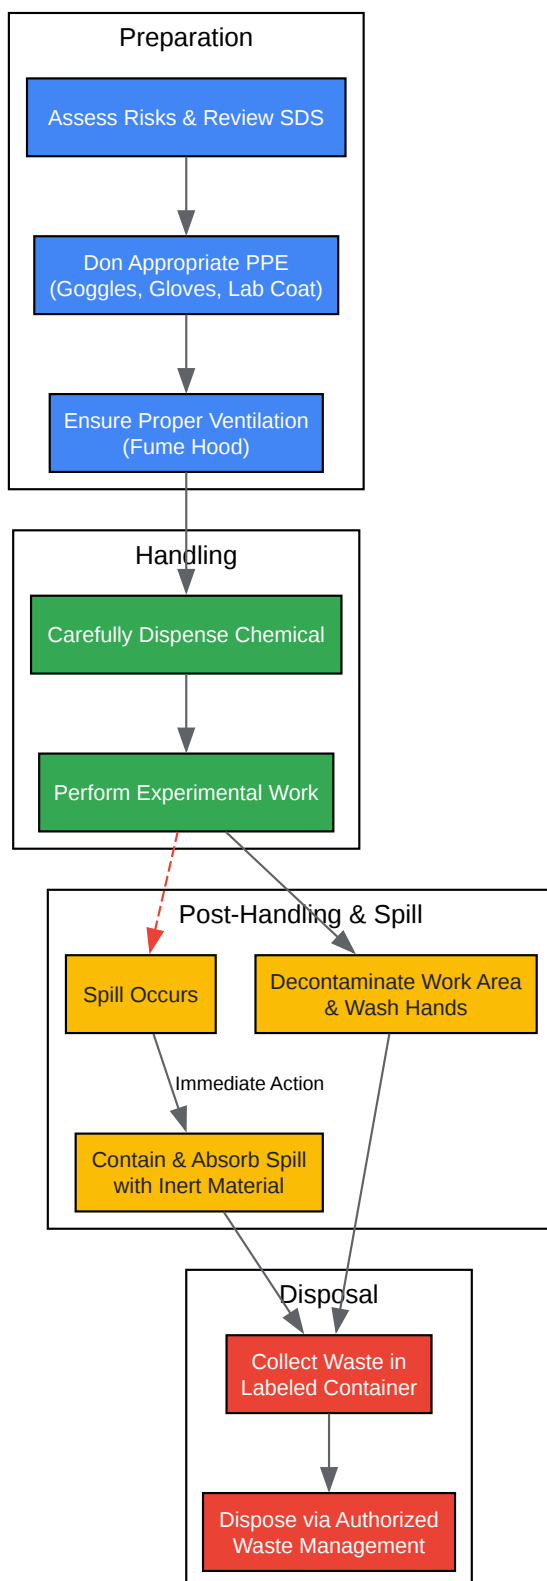 Preparation
Assess Risks & Review SDS
Don Appropriate PPE
(Goggles, Gloves, Lab Coat)
Ensure Proper Ventilation
(Fume Hood)
Handling
Carefully Dispense Chemical
Perform Experimental Work
Post-Handling & Spill
Spill Occurs
Decontaminate Work Area
& Wash Hands
Immediate Action
Contain & Absorb Spill
with Inert Material
Disposal
Collect Waste in
Labeled Container
Dispose via Authorized
Waste Management